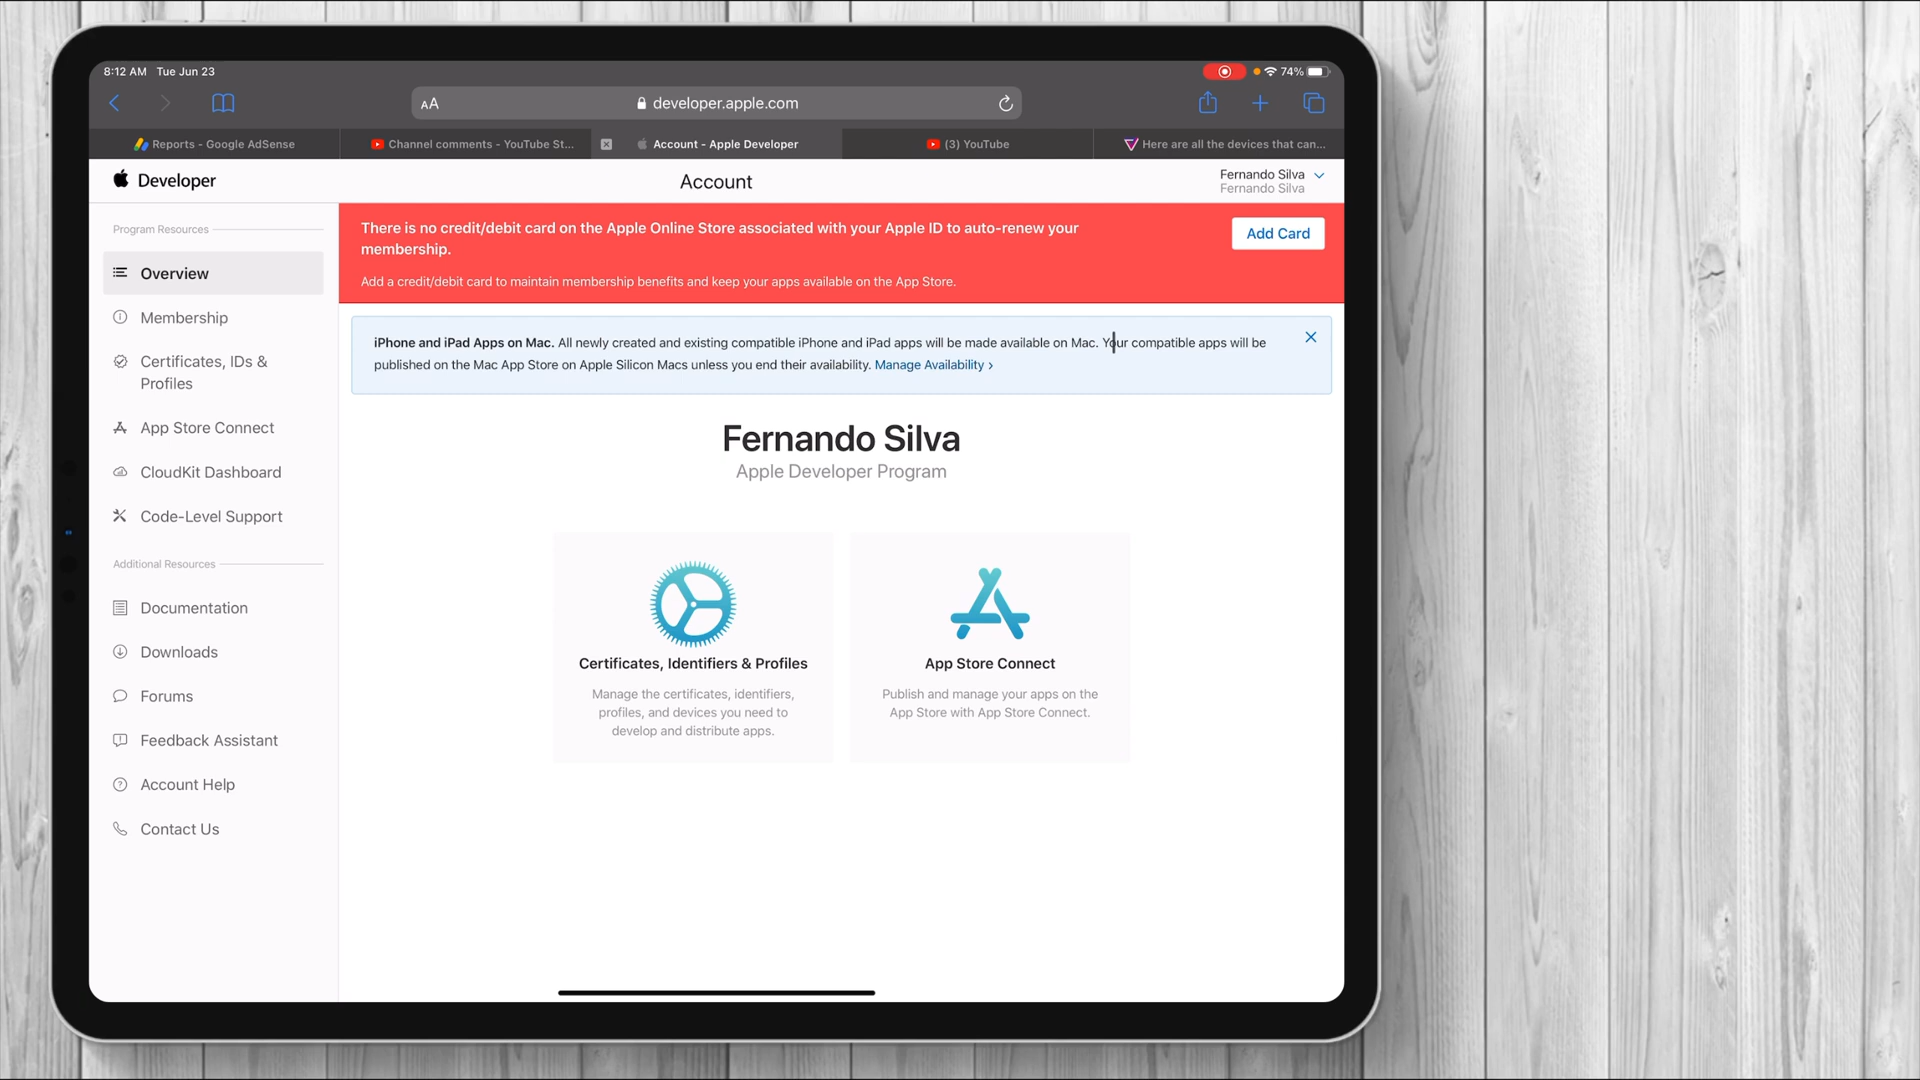 8:12 AM Tue Jun 23
74%
AA
developer.apple.com
Reports - Google AdSense
Channel comments - YouTube St...
Account - Apple Developer
(3) YouTube
Here are all the devices that can...
Developer
Account
Fernando Silva
Fernando Silva
Program Resources
Overview
Membership
Certificates, IDs &
Profiles
App Store Connect
CloudKit Dashboard
Code-Level Support
Additional Resources
Documentation
Downloads
Forums
Feedback Assistant
Account Help
Contact Us
There is no credit/debit card on the Apple Online Store associated with your Apple ID to auto-renew your
membership.
Add a credit/debit card to maintain membership benefits and keep your apps available on the App Store.
Add Card
iPhone and iPad Apps on Mac. All newly created and existing compatible iPhone and iPad apps will be made available on Mac. Your compatible apps will be
published on the Mac App Store on Apple Silicon Macs unless you end their availability. Manage Availability ›
Fernando Silva
Apple Developer Program
Certificates, Identifiers & Profiles
Manage the certificates, identifiers,
profiles, and devices you need to
develop and distribute apps.
App Store Connect
Publish and manage your apps on the
App Store with App Store Connect.